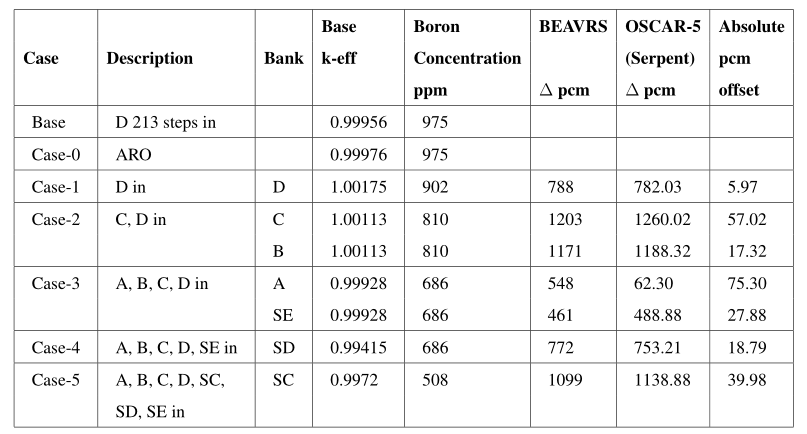 Case Description Bank Base k-eff Boron Concentration ppm BEAVRS Δ pcm OSCAR-5 (Serpent) Δ pcm Absolute pcm offset
Base D 213 steps in 0.99956 975
Case-0 ARO 0.99976 975
Case-1 D in D 1.00175 902 788 782.03 5.97
Case-2 C, D in C 1.00113 810 1203 1260.02 57.02
B 1.00113 810 1171 1188.32 17.32
Case-3 A, B, C, D in A 0.99928 686 548 62.30 75.30
SE 0.99928 686 461 488.88 27.88
Case-4 A, B, C, D, SE in SD 0.99415 686 772 753.21 18.79
Case-5 A, B, C, D, SC, SC 0.9972 508 1099 1138.88 39.98
SD, SE in